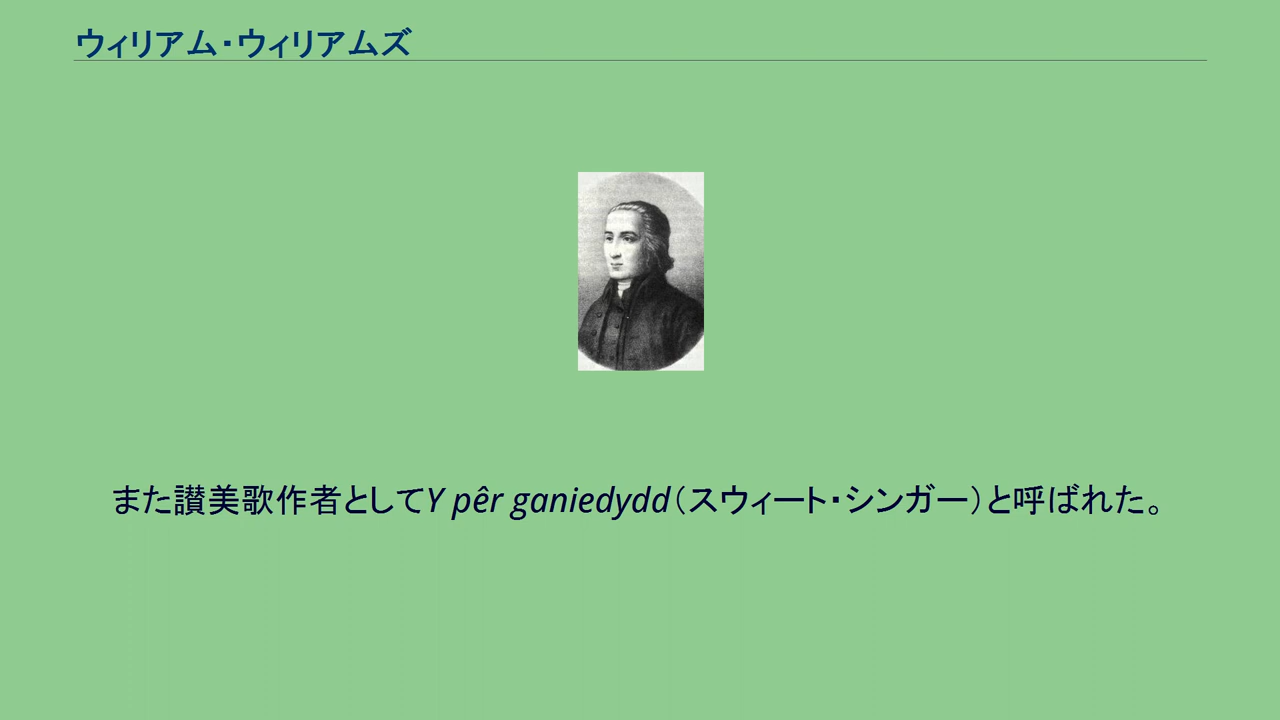 ウィリアム・ウィリアムズ
また讃美歌作者としてY pêr ganiedydd（スウィート・シンガー）と呼ばれた。